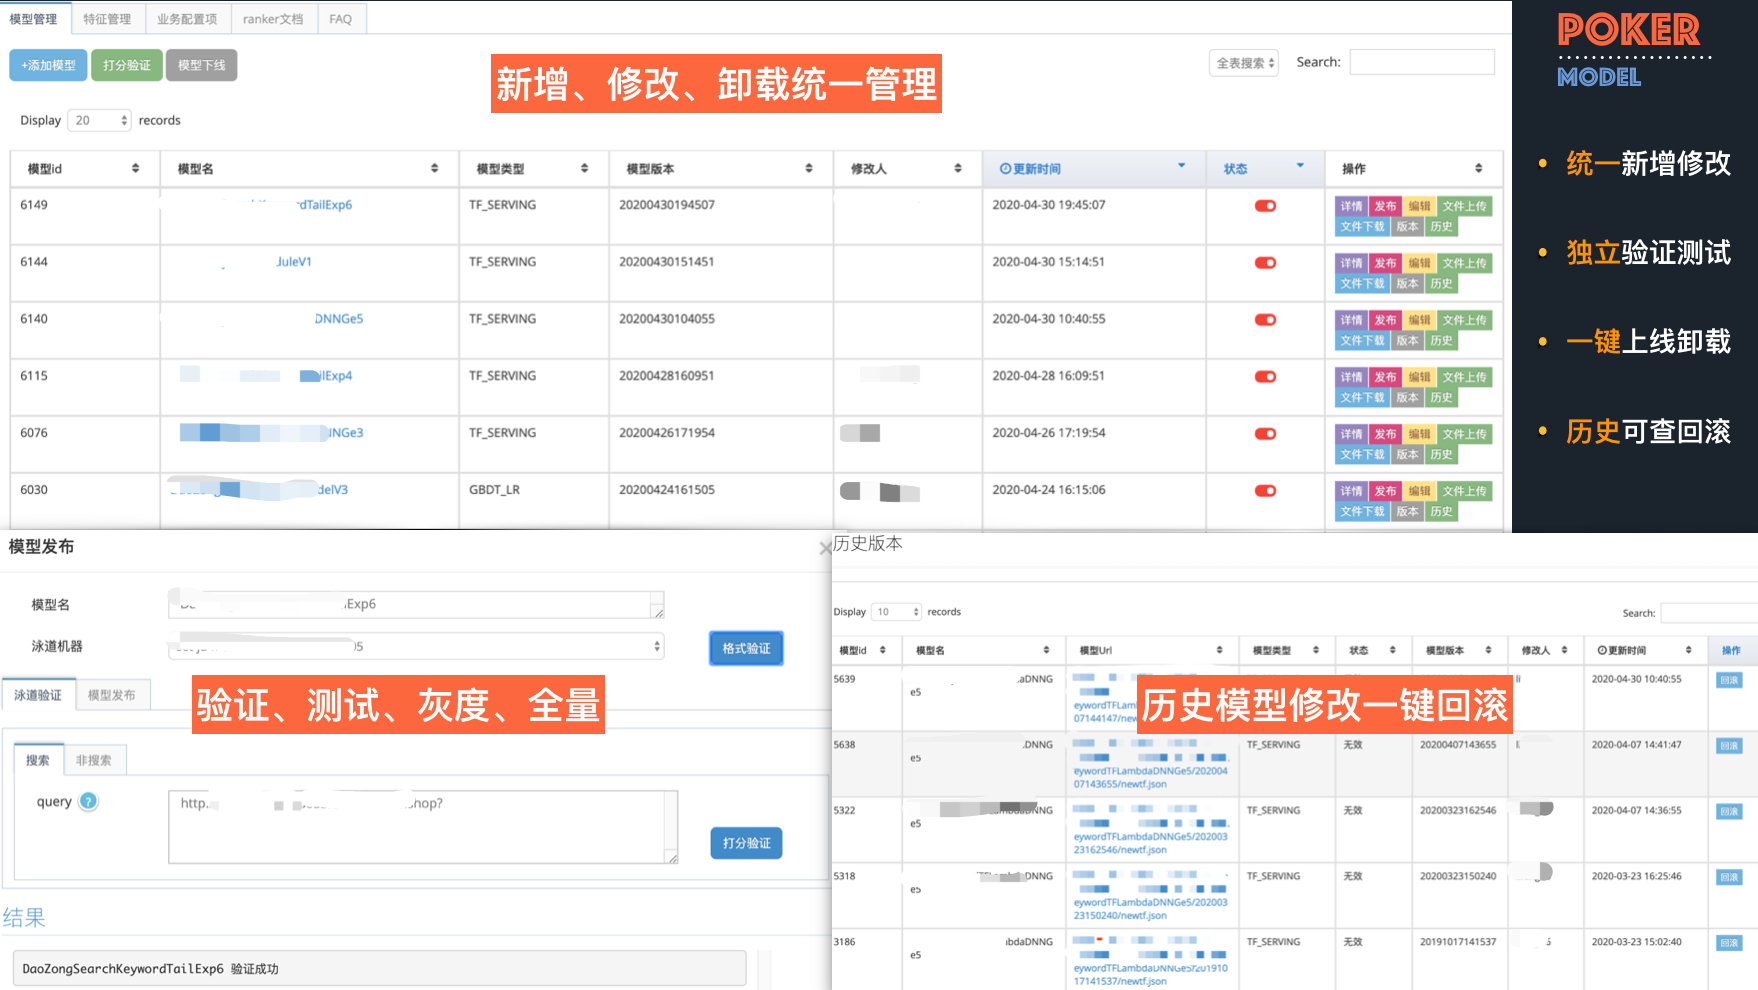 模型管理 特征管理 业务配置项 ranker文档 FAQ
+添加模型 打分验证 模型下线
全表搜索 Search:
新增、修改、卸载统一管理
Display 20 records
模型id 模型名 模型类型 模型版本 修改人 更新时间 状态 操作
6149 dTailExp6 TF_SERVING 20200430194507 2020-04-30 19:45:07 详情 发布 编辑 文件上传
文件下载 版本 历史
6144 JuleV1 TF_SERVING 20200430151451 2020-04-30 15:14:51 详情 发布 编辑 文件上传
文件下载 版本 历史
6140 DNNGe5 TF_SERVING 20200430104055 2020-04-30 10:40:55 详情 发布 编辑 文件上传
文件下载 版本 历史
6115 ilExp4 TF_SERVING 20200428160951 2020-04-28 16:09:51 详情 发布 编辑 文件上传
文件下载 版本 历史
6076 NGe3 TF_SERVING 20200426171954 2020-04-26 17:19:54 详情 发布 编辑 文件上传
文件下载 版本 历史
6030 delV3 GBDT_LR 20200424161505 2020-04-24 16:15:06 详情 发布 编辑 文件上传
文件下载 版本 历史
POKER
MODEL
• 统一新增修改
• 独立验证测试
• 一键上线卸载
• 历史可查回滚
模型发布
模型名 Exp6
泳道机器 05 格式验证
泳道验证 模型发布
验证、测试、灰度、全量
搜索 非搜索
query ? http: hop?
打分验证
结果
DaoZongSearchKeywordTailExp6 验证成功
历史版本
Display 10 records Search:
模型id 模型名 模型Url 模型类型 状态 模型版本 修改人 更新时间 操作
5639 aDNNG 2020-04-30 10:40:55 回滚
e5
eywordTFL
07144147/n
历史模型修改一键回滚
5638 DNNG TF_SERVING 无效 20200407143655 2020-04-07 14:41:47 回滚
e5
eywordTFLambdaDNNGe5/202004
07143655/newtf.json
5322 DNNG TF_SERVING 无效 20200323162546 2020-04-07 14:36:55 回滚
e5
eywordTFLambdaDNNGe5/202003
23162546/newtf.json
5318 DNNG TF_SERVING 无效 20200323150240 2020-03-23 16:25:46 回滚
e5
eywordTFLambdaDNNGe5/202003
23150240/newtf.json
3186 bdaDNNG TF_SERVING 无效 20191017141537 2020-03-23 15:02:40 回滚
e5
eywordTFLambdaDNNGe5/201910
17141537/newtf.json